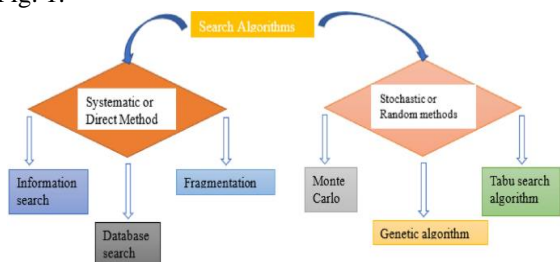 Fig. 1.
Search Algorithms
Systematic or
Direct Method
Stochastic or
Random methods
Information
search
Fragmentation
Monte
Carlo
Tabu search
algorithm
Database
search
Genetic algorithm